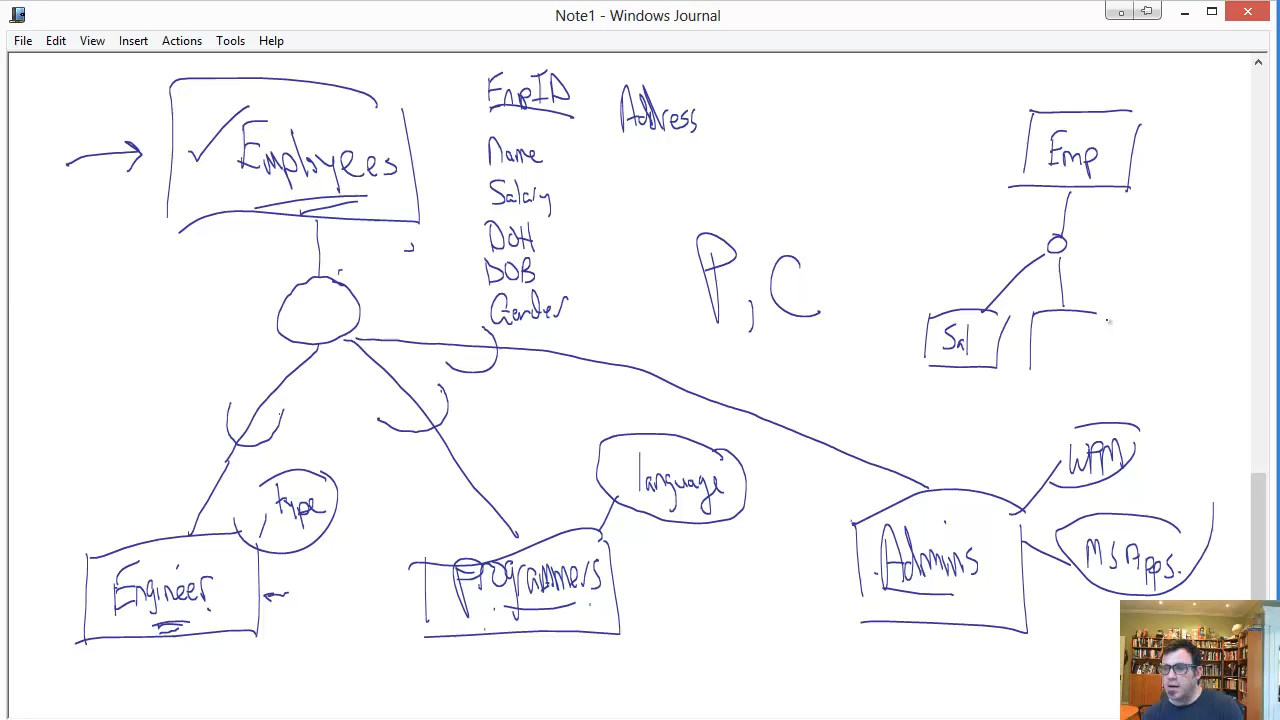 Note1 - Windows Journal
File Edit View Insert Actions Tools Help
EmpID
Address
Employees
Name
Salary
DOH
DOB
Gender
P, C
Emp
Sal
type
language
WPM
MS Apps.
Engineer
Programmers
Admins